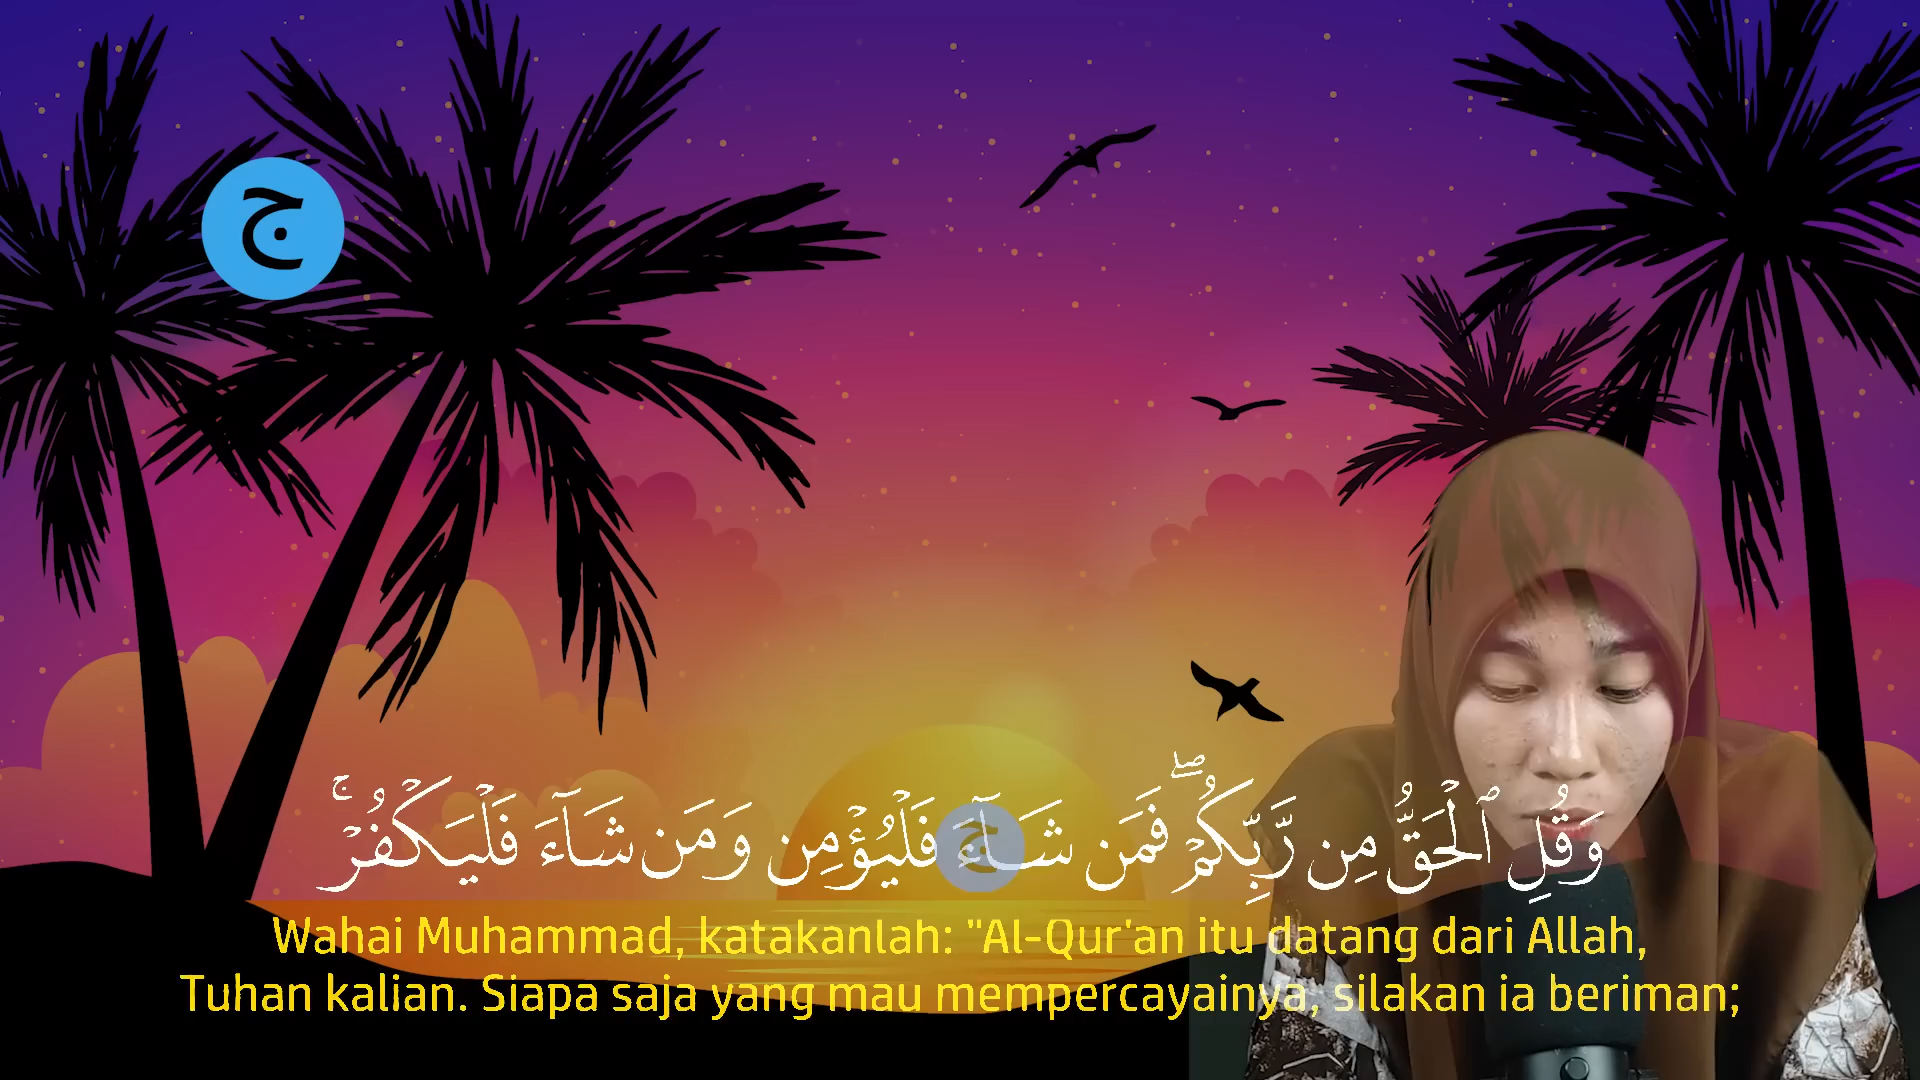 ج
وَقُلِ ٱلْحَقُّ مِن رَّبِّكُمْ ۖ فَمَن شَآءَ فَلْيُؤْمِن وَمَن شَآءَ فَلْيَكْفُرْ ۚ
ج
Wahai Muhammad, katakanlah: "Al-Qur'an itu datang dari Allah,
Tuhan kalian. Siapa saja yang mau mempercayainya, silakan ia beriman;